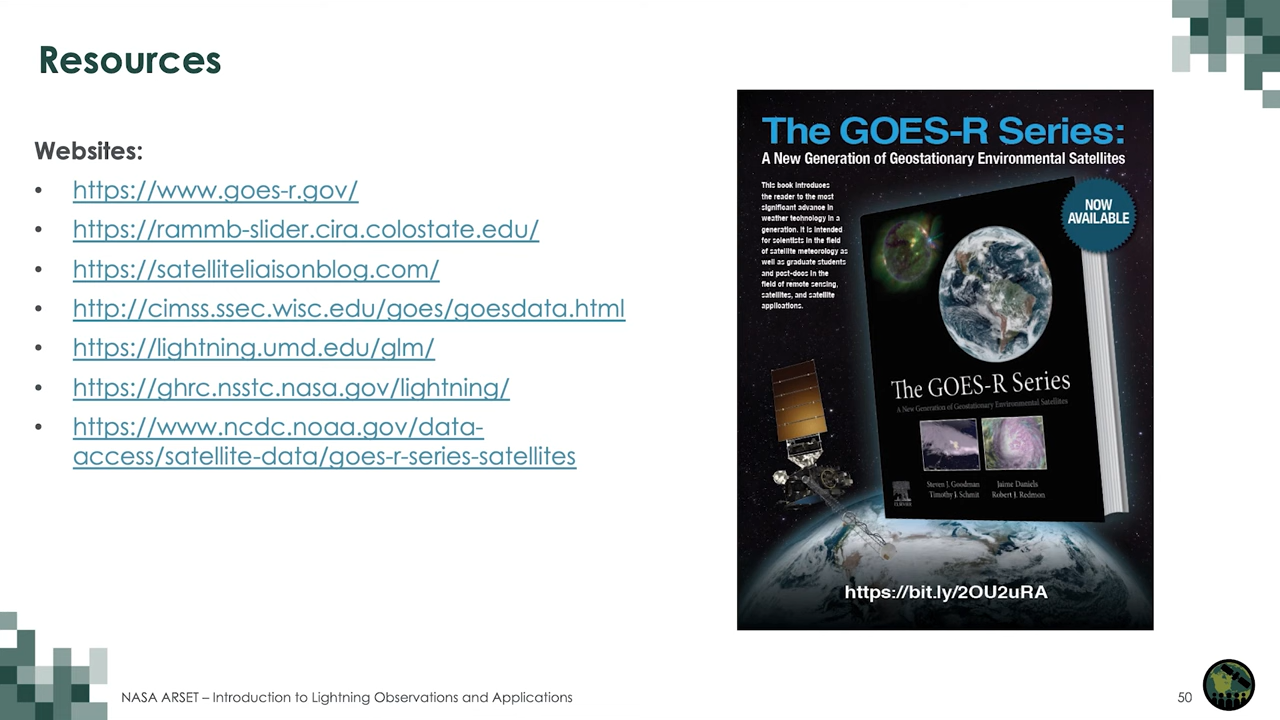 Resources
Websites:
• https://www.goes-r.gov/
• https://rammb-slider.cira.colostate.edu/
• https://satelliteliaisonblog.com/
• http://cimss.ssec.wisc.edu/goes/goesdata.html
• https://lightning.umd.edu/glm/
• https://ghrc.nsstc.nasa.gov/lightning/
• https://www.ncdc.noaa.gov/data-
access/satellite-data/goes-r-series-satellites
The GOES-R Series:
A New Generation of Geostationary Environmental Satellites
This book introduces
the reader to the most
significant advance in
weather technology in a
generation. It is intended
for scientists in the field
of satellite meteorology as
well as graduate students
and post-docs in the
field of remote sensing,
satellites, and satellite
applications.
NOW
AVAILABLE
The GOES-R Series
A New Generation of Geostationary Environmental Satellites
Steven J. Goodman
Timothy J. Schmit
Jaime Daniels
Robert J. Redmon
ELSEVIER
https://bit.ly/2OU2uRA
NASA ARSET – Introduction to Lightning Observations and Applications
50